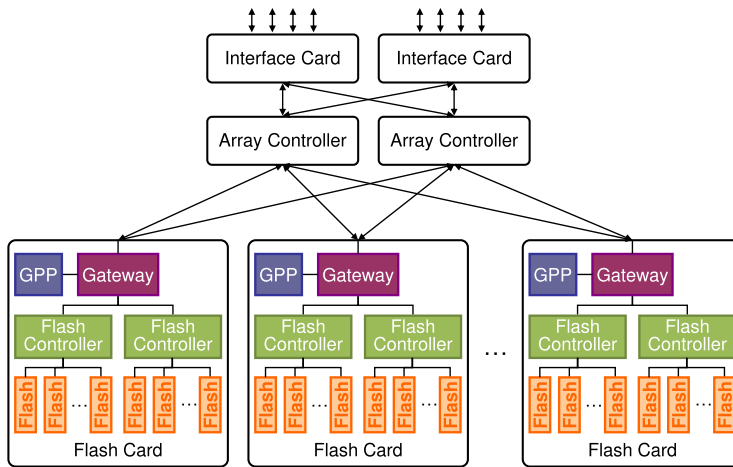 Interface Card Interface Card
Array Controller Array Controller
GPP Gateway GPP Gateway GPP Gateway
Flash Controller Flash Controller Flash Controller Flash Controller Flash Controller Flash Controller
...
Flash Flash ... Flash Flash Flash ... Flash Flash Flash ... Flash Flash Flash ... Flash Flash Flash ... Flash Flash Flash ... Flash
Flash Card Flash Card Flash Card